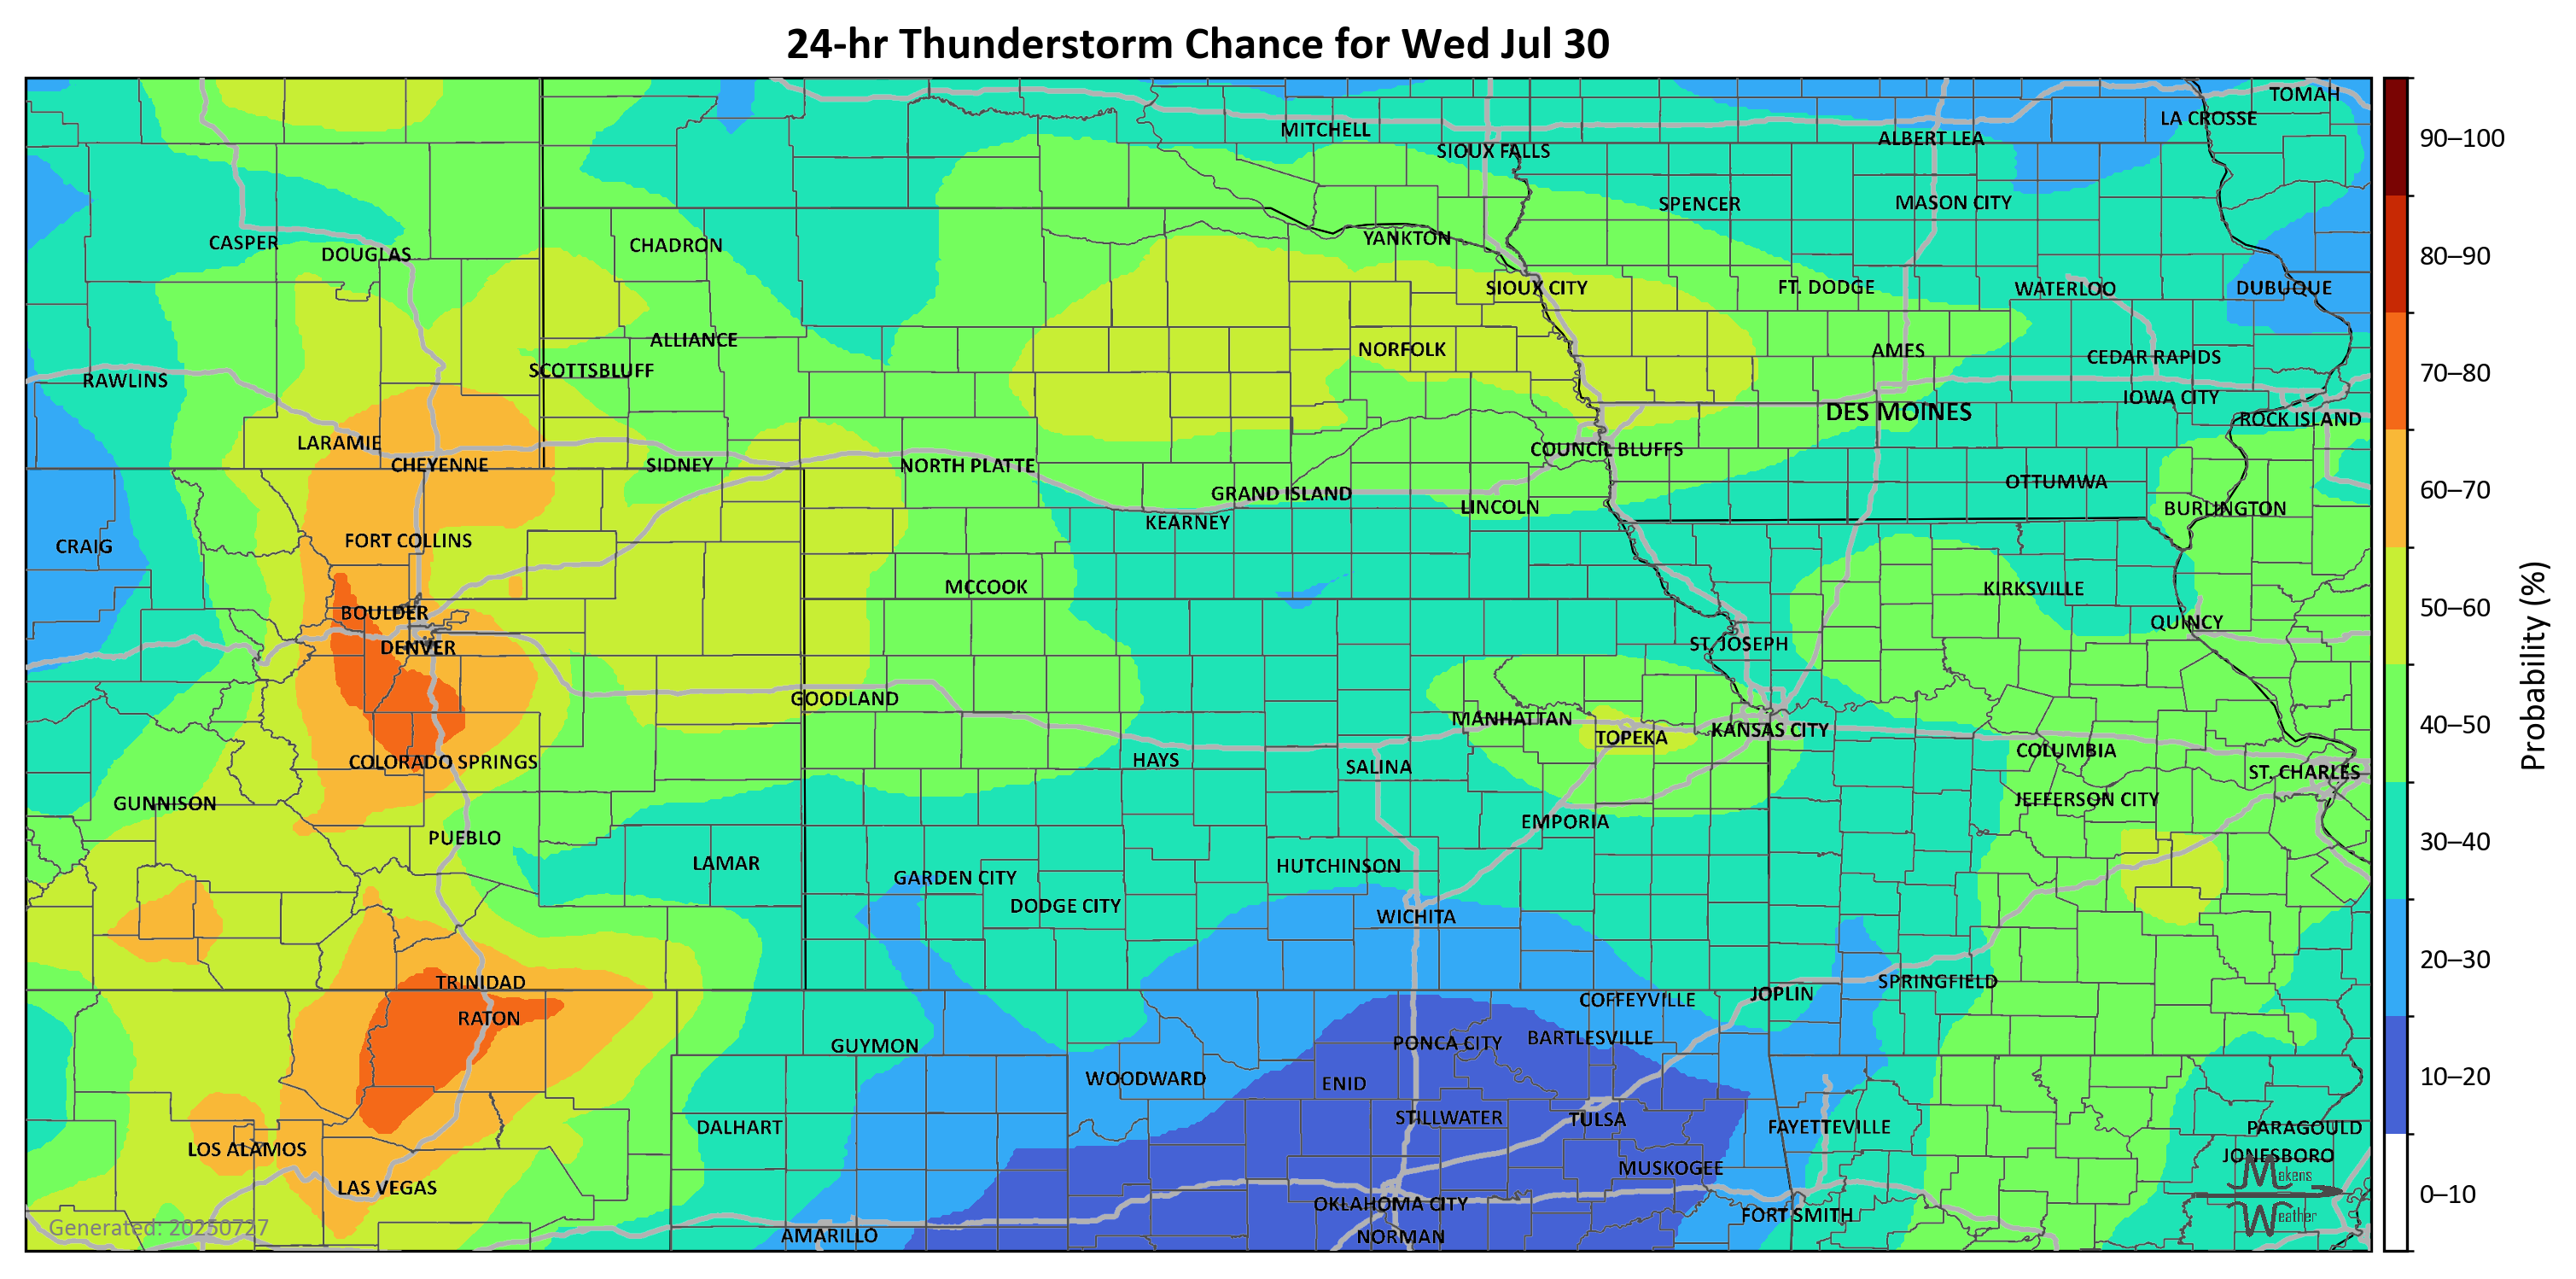 24-hr Thunderstorm Chance for Wed Jul 30
TOMAH
LA CROSSE
MITCHELL
ALBERT LEA
90–100
SIOUX FALLS
SPENCER
MASON CITY
CASPER
DOUGLAS
CHADRON
YANKTON
80–90
SIOUX CITY
FT. DODGE
WATERLOO
DUBUQUE
ALLIANCE
NORFOLK
AMES
CEDAR RAPIDS
RAWLINS
SCOTTSBLUFF
70–80
IOWA CITY
DES MOINES
ROCK ISLAND
LARAMIE
COUNCIL BLUFFS
CHEYENNE
SIDNEY
NORTH PLATTE
GRAND ISLAND
OTTUMWA
60–70
LINCOLN
BURLINGTON
KEARNEY
CRAIG
FORT COLLINS
MCCOOK
KIRKSVILLE
BOULDER
50–60
QUINCY
DENVER
ST. JOSEPH
Probability (%)
GOODLAND
MANHATTAN
KANSAS CITY
40–50
TOPEKA
COLUMBIA
COLORADO SPRINGS
HAYS
SALINA
ST. CHARLES
GUNNISON
JEFFERSON CITY
PUEBLO
EMPORIA
30–40
LAMAR
HUTCHINSON
GARDEN CITY
DODGE CITY
WICHITA
20–30
TRINIDAD
SPRINGFIELD
JOPLIN
COFFEYVILLE
RATON
GUYMON
PONCA CITY
BARTLESVILLE
WOODWARD
ENID
10–20
STILLWATER
TULSA
DALHART
FAYETTEVILLE
PARAGOULD
LOS ALAMOS
JONESBORO
MUSKOGEE
Makens
LAS VEGAS
0–10
OKLAHOMA CITY
FORT SMITH
Weather
Generated: 20250727
AMARILLO
NORMAN